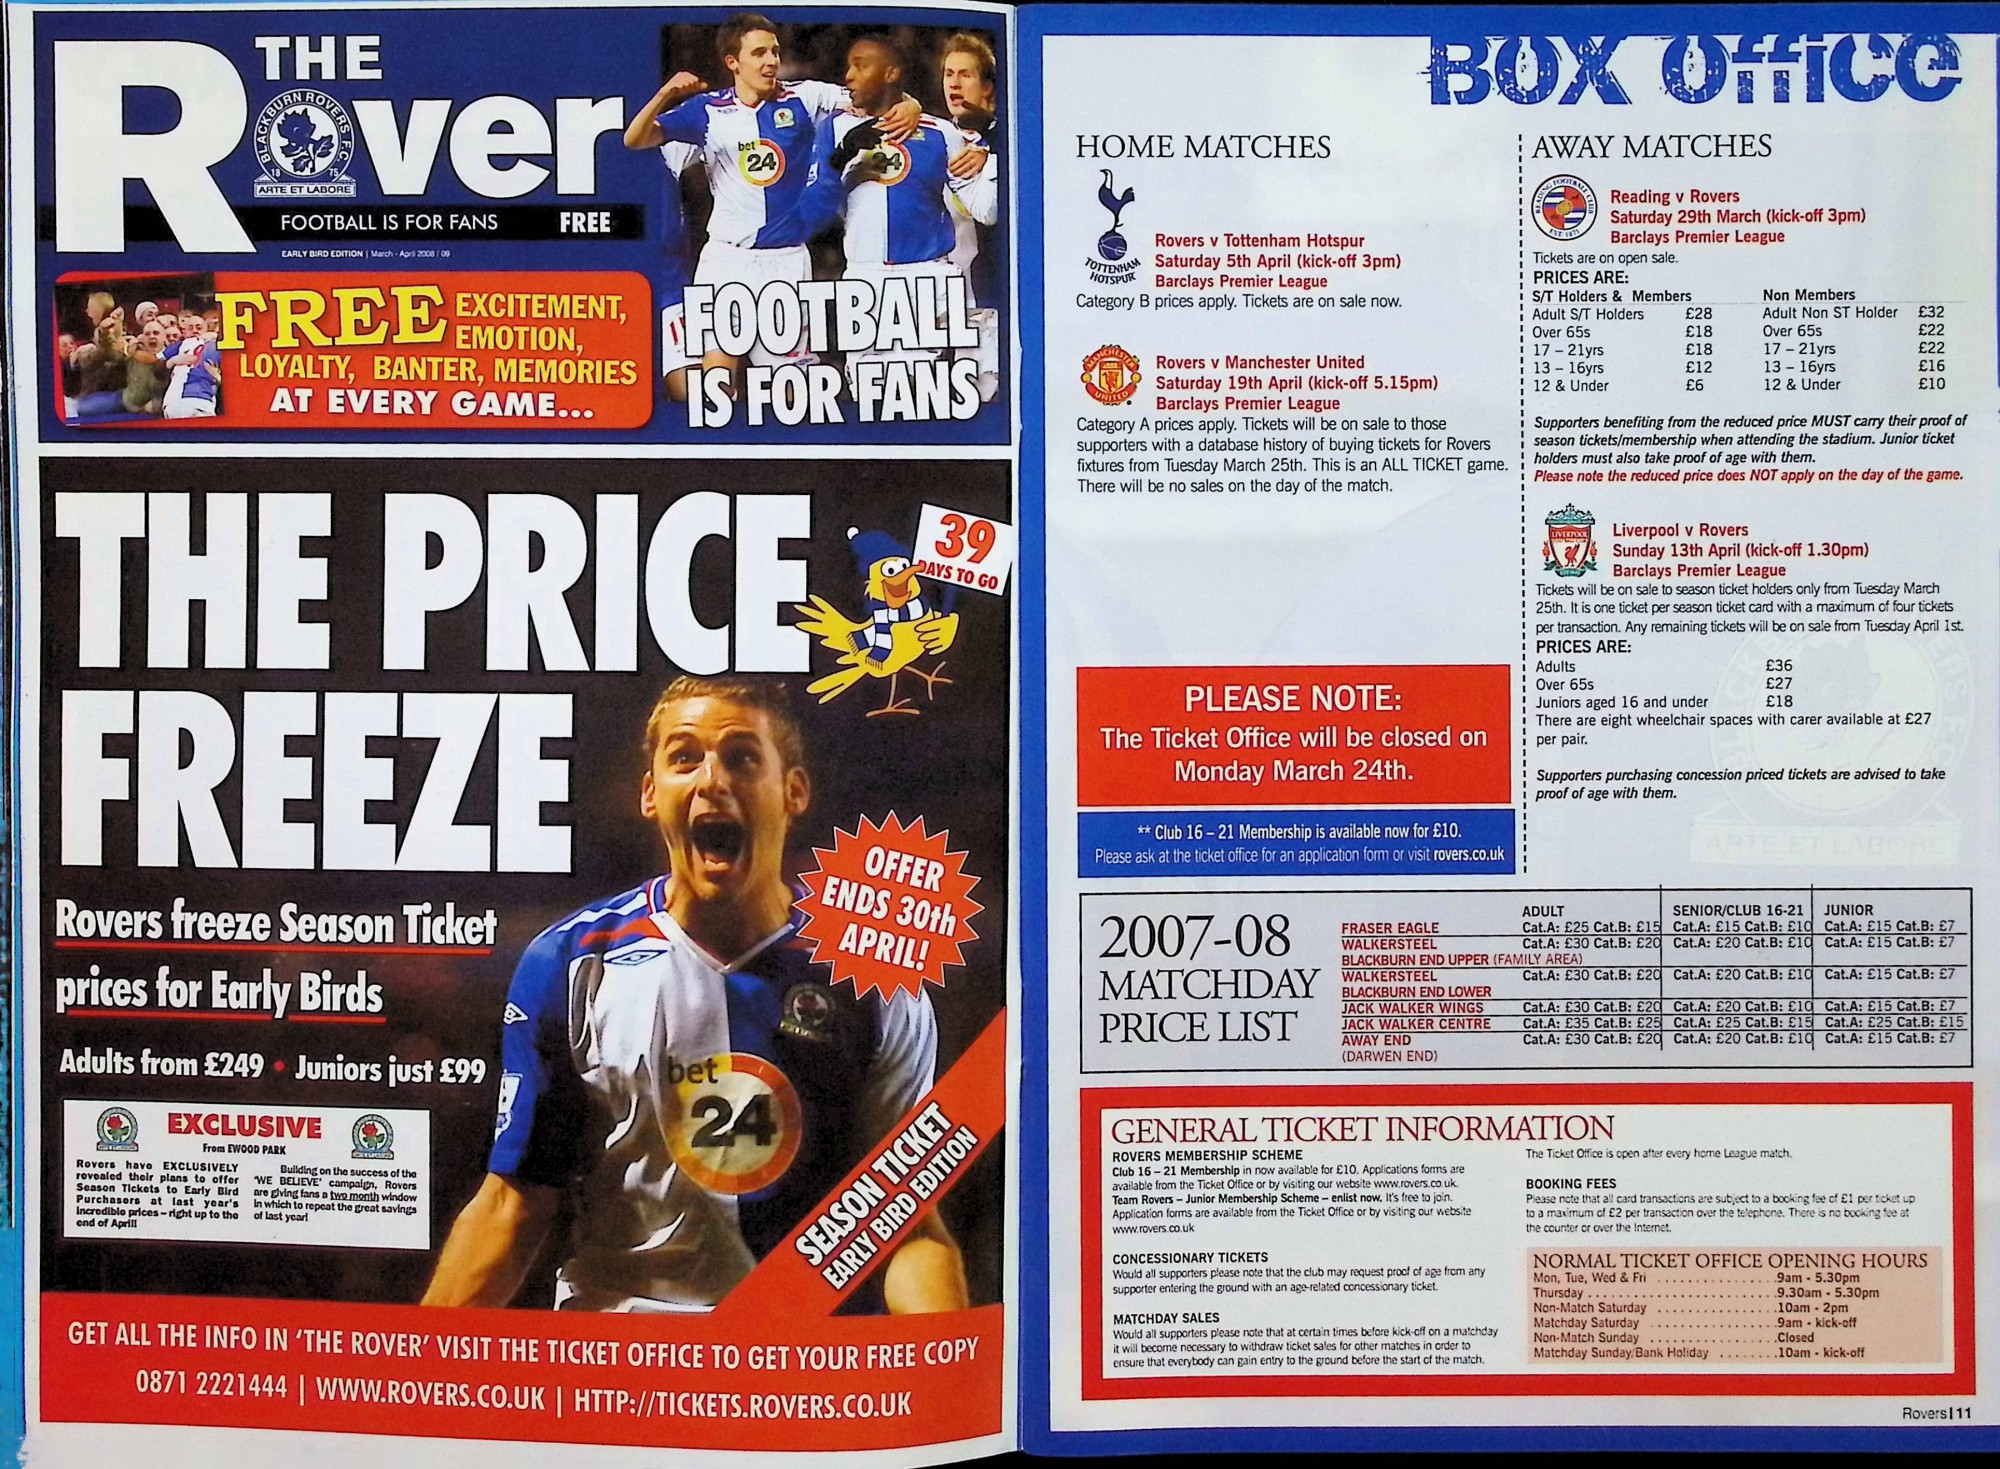 THE
Rover
BLACKBURN ROVERS F.C.
18 75
ARTE ET LABORE
FOOTBALL IS FOR FANS FREE
EARLY BIRD EDITION | March - April 2008 / 09
bet
24
24
FREE EXCITEMENT,
EMOTION,
LOYALTY, BANTER, MEMORIES
AT EVERY GAME...
FOOTBALL
IS FOR FANS
THE PRICE
FREEZE
39
DAYS TO GO
OFFER
ENDS 30th
APRIL!
Rovers freeze Season Ticket
prices for Early Birds
Adults from £249 • Juniors just £99
EXCLUSIVE
From EWOOD PARK
Rovers have EXCLUSIVELY
revealed their plans to offer
Season Tickets to Early Bird
Purchasers at last year's
incredible prices – right up to the
end of April!
Building on the success of the
'WE BELIEVE' campaign, Rovers
are giving fans a two month window
in which to repeat the great savings
of last year!
bet
24
SEASON TICKET
EARLY BIRD EDITION
GET ALL THE INFO IN 'THE ROVER' VISIT THE TICKET OFFICE TO GET YOUR FREE COPY
0871 2221444 | WWW.ROVERS.CO.UK | HTTP://TICKETS.ROVERS.CO.UK
BOX Office
HOME MATCHES
TOTTENHAM
HOTSPUR
Rovers v Tottenham Hotspur
Saturday 5th April (kick-off 3pm)
Barclays Premier League
Category B prices apply. Tickets are on sale now.
MANCHESTER
UNITED
Rovers v Manchester United
Saturday 19th April (kick-off 5.15pm)
Barclays Premier League
Category A prices apply. Tickets will be on sale to those
supporters with a database history of buying tickets for Rovers
fixtures from Tuesday March 25th. This is an ALL TICKET game.
There will be no sales on the day of the match.
PLEASE NOTE:
The Ticket Office will be closed on
Monday March 24th.
** Club 16 – 21 Membership is available now for £10.
Please ask at the ticket office for an application form or visit rovers.co.uk
AWAY MATCHES
READING FOOTBALL CLUB
EST 1871
Reading v Rovers
Saturday 29th March (kick-off 3pm)
Barclays Premier League
Tickets are on open sale.
PRICES ARE:
S/T Holders & Members Non Members
Adult S/T Holders £28 Adult Non ST Holder £32
Over 65s £18 Over 65s £22
17 – 21yrs £18 17 – 21yrs £22
13 – 16yrs £12 13 – 16yrs £16
12 & Under £6 12 & Under £10
Supporters benefiting from the reduced price MUST carry their proof of
season tickets/membership when attending the stadium. Junior ticket
holders must also take proof of age with them.
Please note the reduced price does NOT apply on the day of the game.
LIVERPOOL
Liverpool v Rovers
Sunday 13th April (kick-off 1.30pm)
Barclays Premier League
Tickets will be on sale to season ticket holders only from Tuesday March
25th. It is one ticket per season ticket card with a maximum of four tickets
per transaction. Any remaining tickets will be on sale from Tuesday April 1st.
PRICES ARE:
Adults £36
Over 65s £27
Juniors aged 16 and under £18
There are eight wheelchair spaces with carer available at £27
per pair.
Supporters purchasing concession priced tickets are advised to take
proof of age with them.
ARTE ET LABORE
2007-08
MATCHDAY
PRICE LIST
ADULT SENIOR/CLUB 16-21 JUNIOR
FRASER EAGLE Cat.A: £25 Cat.B: £15 Cat.A: £15 Cat.B: £10 Cat.A: £15 Cat.B: £7
WALKERSTEEL Cat.A: £30 Cat.B: £20 Cat.A: £20 Cat.B: £10 Cat.A: £15 Cat.B: £7
BLACKBURN END UPPER (FAMILY AREA)
WALKERSTEEL Cat.A: £30 Cat.B: £20 Cat.A: £20 Cat.B: £10 Cat.A: £15 Cat.B: £7
BLACKBURN END LOWER
JACK WALKER WINGS Cat.A: £30 Cat.B: £20 Cat.A: £20 Cat.B: £10 Cat.A: £15 Cat.B: £7
JACK WALKER CENTRE Cat.A: £35 Cat.B: £25 Cat.A: £25 Cat.B: £15 Cat.A: £25 Cat.B: £15
AWAY END Cat.A: £30 Cat.B: £20 Cat.A: £20 Cat.B: £10 Cat.A: £15 Cat.B: £7
(DARWEN END)
GENERAL TICKET INFORMATION
ROVERS MEMBERSHIP SCHEME
Club 16 – 21 Membership in now available for £10. Applications forms are
available from the Ticket Office or by visiting our website www.rovers.co.uk.
Team Rovers – Junior Membership Scheme – enlist now. It's free to join.
Application forms are available from the Ticket Office or by visiting our website
www.rovers.co.uk
CONCESSIONARY TICKETS
Would all supporters please note that the club may request proof of age from any
supporter entering the ground with an age-related concessionary ticket.
MATCHDAY SALES
Would all supporters please note that at certain times before kick-off on a matchday
it will become necessary to withdraw ticket sales for other matches in order to
ensure that everybody can gain entry to the ground before the start of the match.
The Ticket Office is open after every home League match.
BOOKING FEES
Please note that all card transactions are subject to a booking fee of £1 per ticket up
to a maximum of £2 per transaction over the telephone. There is no booking fee at
the counter or over the Internet.
NORMAL TICKET OFFICE OPENING HOURS
Mon, Tue, Wed & Fri ................9am - 5.30pm
Thursday .........................9.30am - 5.30pm
Non-Match Saturday ................10am - 2pm
Matchday Saturday .................9am - kick-off
Non-Match Sunday .................Closed
Matchday Sunday/Bank Holiday ........10am - kick-off
Rovers|11